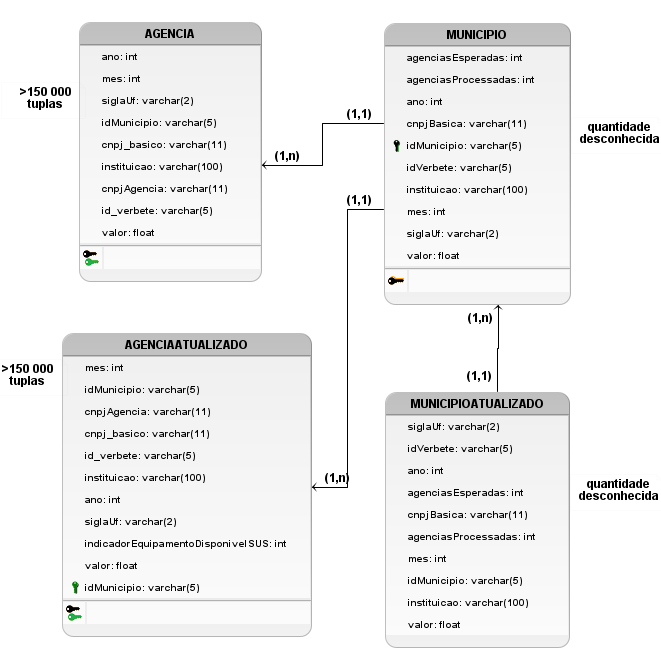 AGENCIA
ano: int
mes: int
siglaUf: varchar(2)
idMunicipio: varchar(5)
cnpj_basico: varchar(11)
instituicao: varchar(100)
cnpjAgencia: varchar(11)
id_verbete: varchar(5)
valor: float
>150 000
tuplas
(1,n)
(1,1)
MUNICIPIO
agenciasEsperadas: int
agenciasProcessadas: int
ano: int
cnpjBasica: varchar(11)
idMunicipio: varchar(5)
idVerbete: varchar(5)
instituicao: varchar(100)
mes: int
siglaUf: varchar(2)
valor: float
quantidade
desconhecida
(1,1)
(1,n)
AGENCIAATUALIZADO
mes: int
idMunicipio: varchar(5)
cnpjAgencia: varchar(11)
cnpj_basico: varchar(11)
id_verbete: varchar(5)
instituicao: varchar(100)
ano: int
siglaUf: varchar(2)
indicadorEquipamentoDisponivelSUS: int
valor: float
idMunicipio: varchar(5)
>150 000
tuplas
(1,n)
(1,1)
MUNICIPIOATUALIZADO
siglaUf: varchar(2)
idVerbete: varchar(5)
ano: int
agenciasEsperadas: int
cnpjBasica: varchar(11)
agenciasProcessadas: int
mes: int
idMunicipio: varchar(5)
instituicao: varchar(100)
valor: float
quantidade
desconhecida